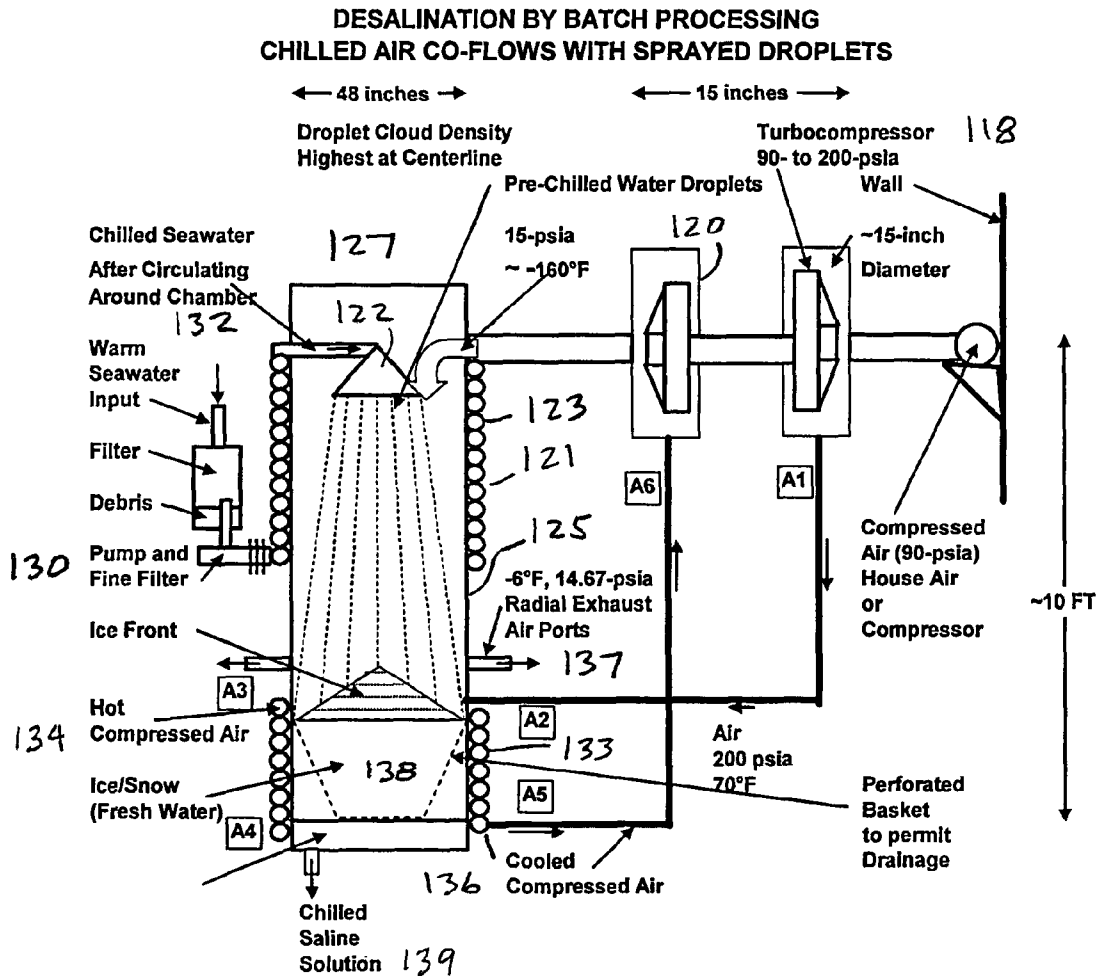 DESALINATION BY BATCH PROCESSING
CHILLED AIR CO-FLOWS WITH SPRAYED DROPLETS
48 inches
15 inches
Droplet Cloud Density
Highest at Centerline
Turbocompressor
90- to 200-psia
118
Wall
Pre-Chilled Water Droplets
120
~15-inch
Diameter
Chilled Seawater
After Circulating
Around Chamber
127
15-psia
~ -160°F
122
132
Warm
Seawater
Input
123
Filter
121
A6
A1
Debris
125
130
Pump and
Fine Filter
-6°F, 14.67-psia
Radial Exhaust
Air Ports
Compressed
Air (90-psia)
House Air
or
Compressor
~10 FT
Ice Front
137
A3
134
Hot
Compressed Air
A2
133
Air
200 psia
70°F
138
Ice/Snow
(Fresh Water)
A5
A4
Perforated
Basket
to permit
Drainage
136
Cooled
Compressed Air
Chilled
Saline
Solution
139